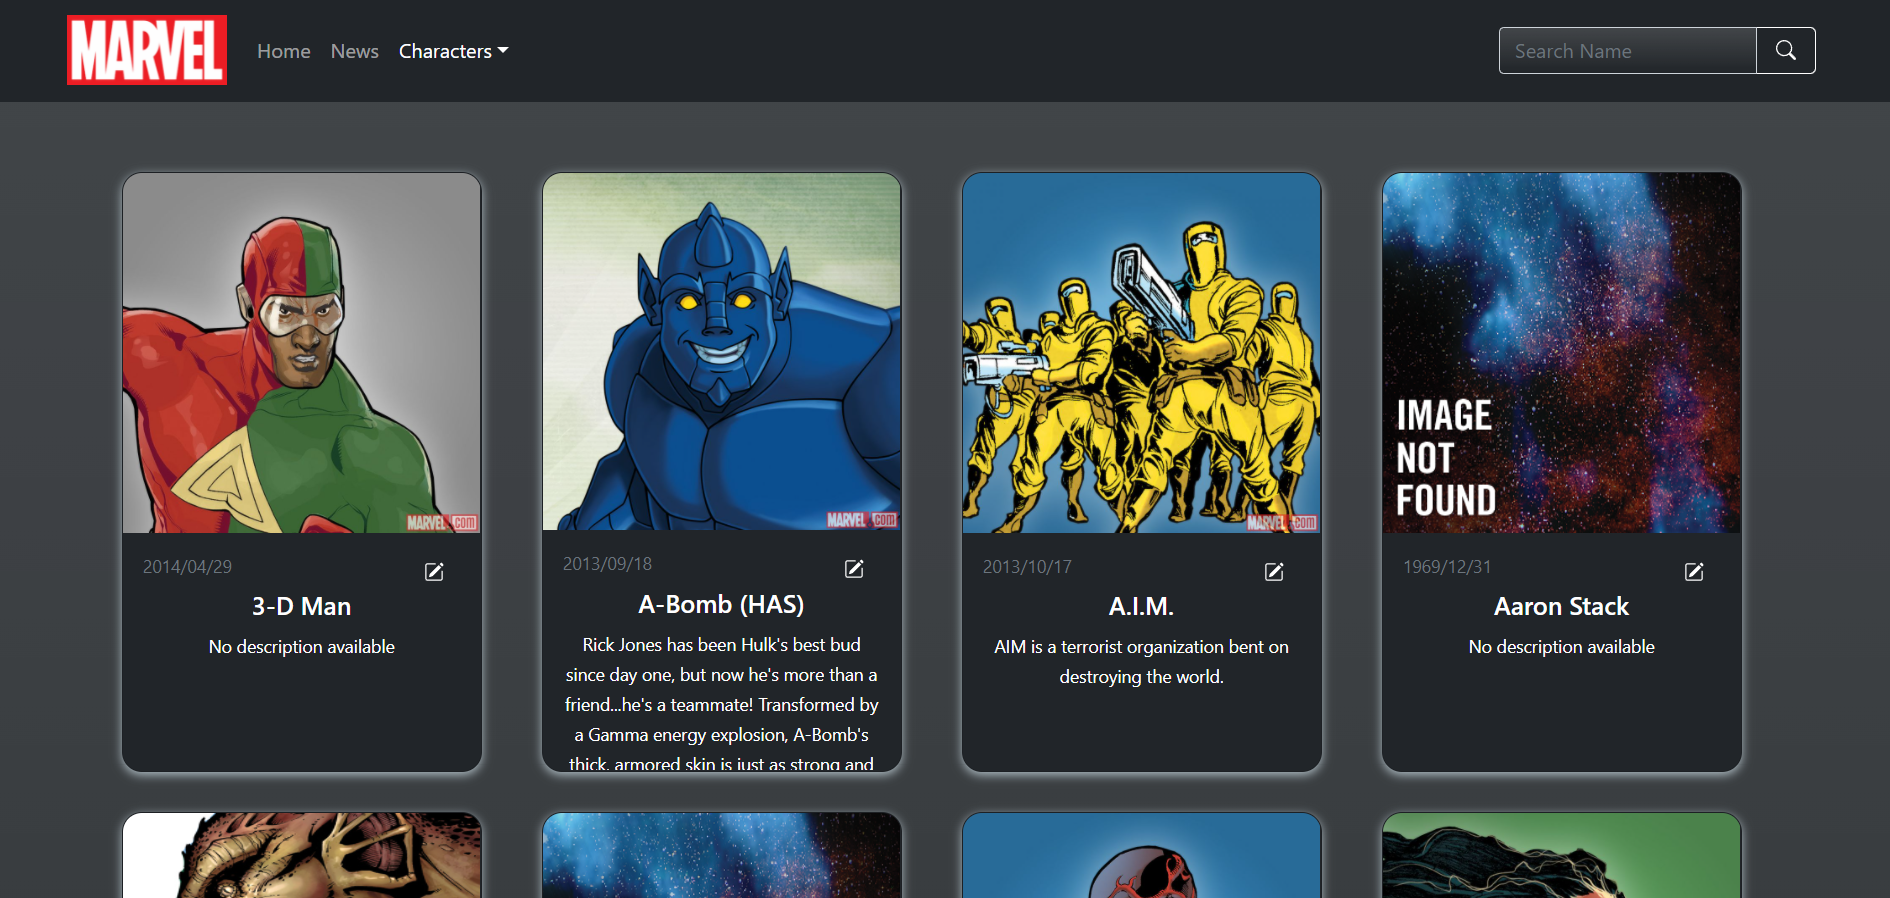 MARVEL
Home
News
Characters
Search Name
MARVEL.COM
2014/04/29
3-D Man
No description available
MARVEL.COM
2013/09/18
A-Bomb (HAS)
Rick Jones has been Hulk's best bud
since day one, but now he's more than a
friend...he's a teammate! Transformed by
a Gamma energy explosion, A-Bomb's
thick, armored skin is just as strong and
MARVEL.COM
2013/10/17
A.I.M.
AIM is a terrorist organization bent on
destroying the world.
IMAGE
NOT
FOUND
1969/12/31
Aaron Stack
No description available